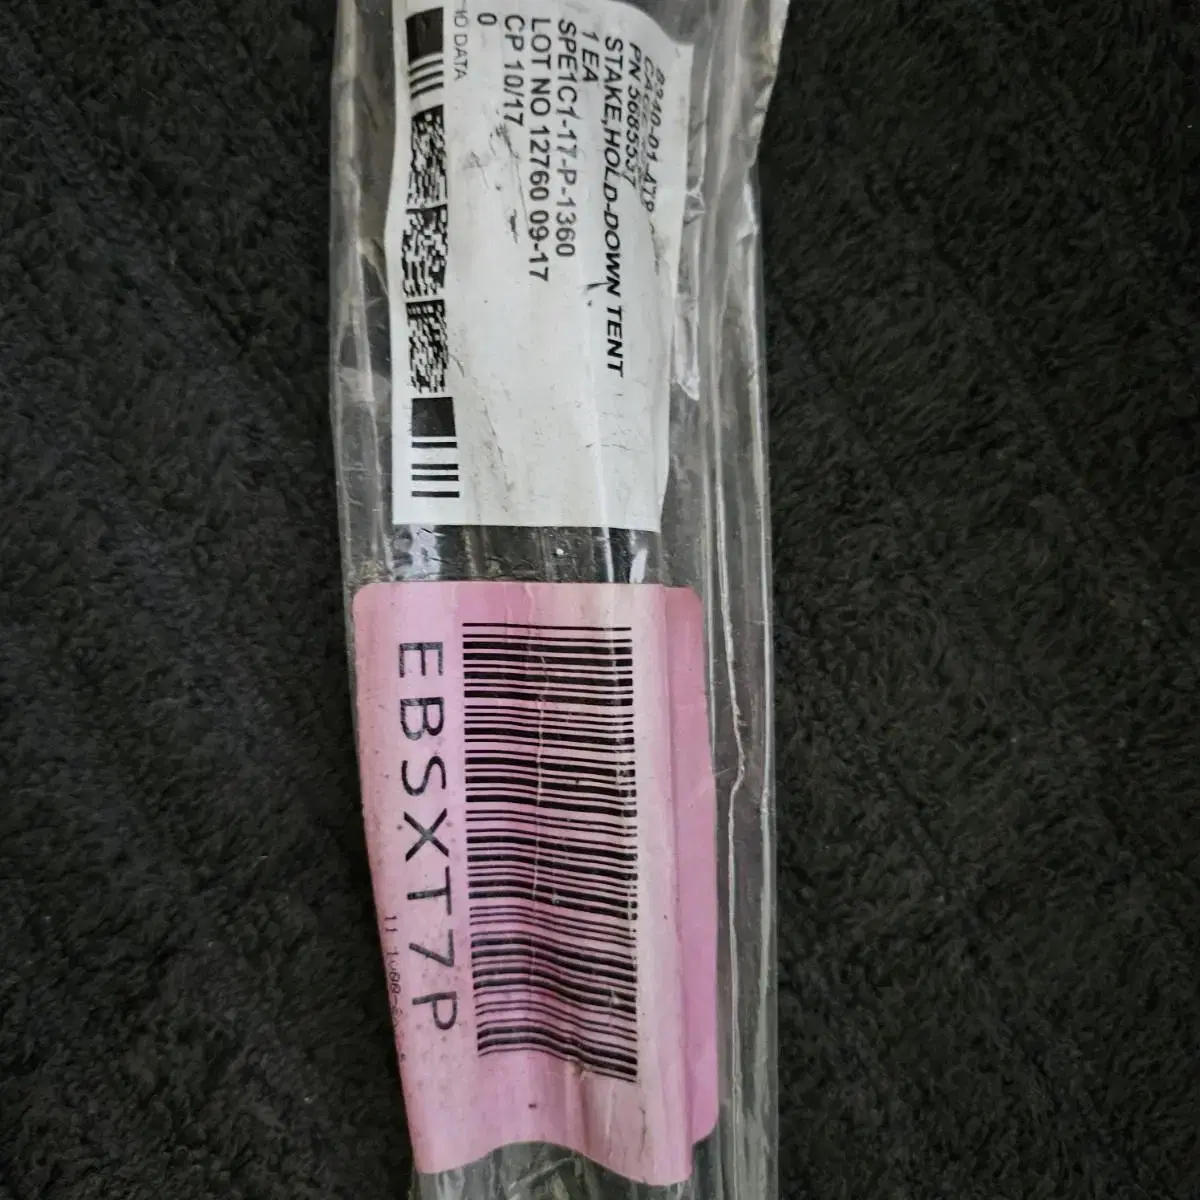 PN 5685537
STAKE,HOLD-DOWN TENT
1 EA
SPE1C1-17-P-1360
LOT NO 12760 09-17
CP 10/17
0
DATA
EBSXT7P